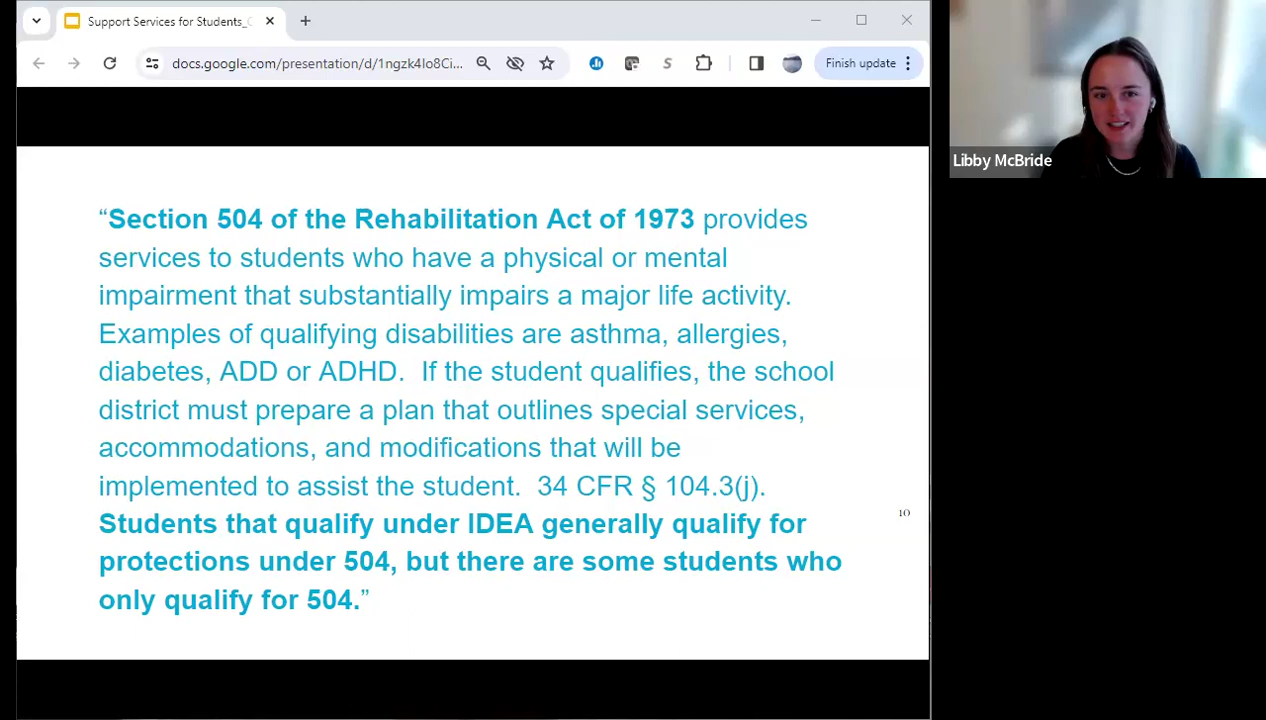 Support Services for Students_
docs.google.com/presentation/d/1ngzk4Io8Ci...
Finish update
Libby McBride
“Section 504 of the Rehabilitation Act of 1973 provides
services to students who have a physical or mental
impairment that substantially impairs a major life activity.
Examples of qualifying disabilities are asthma, allergies,
diabetes, ADD or ADHD.  If the student qualifies, the school
district must prepare a plan that outlines special services,
accommodations, and modifications that will be
implemented to assist the student.  34 CFR § 104.3(j).
Students that qualify under IDEA generally qualify for
protections under 504, but there are some students who
only qualify for 504.”
10